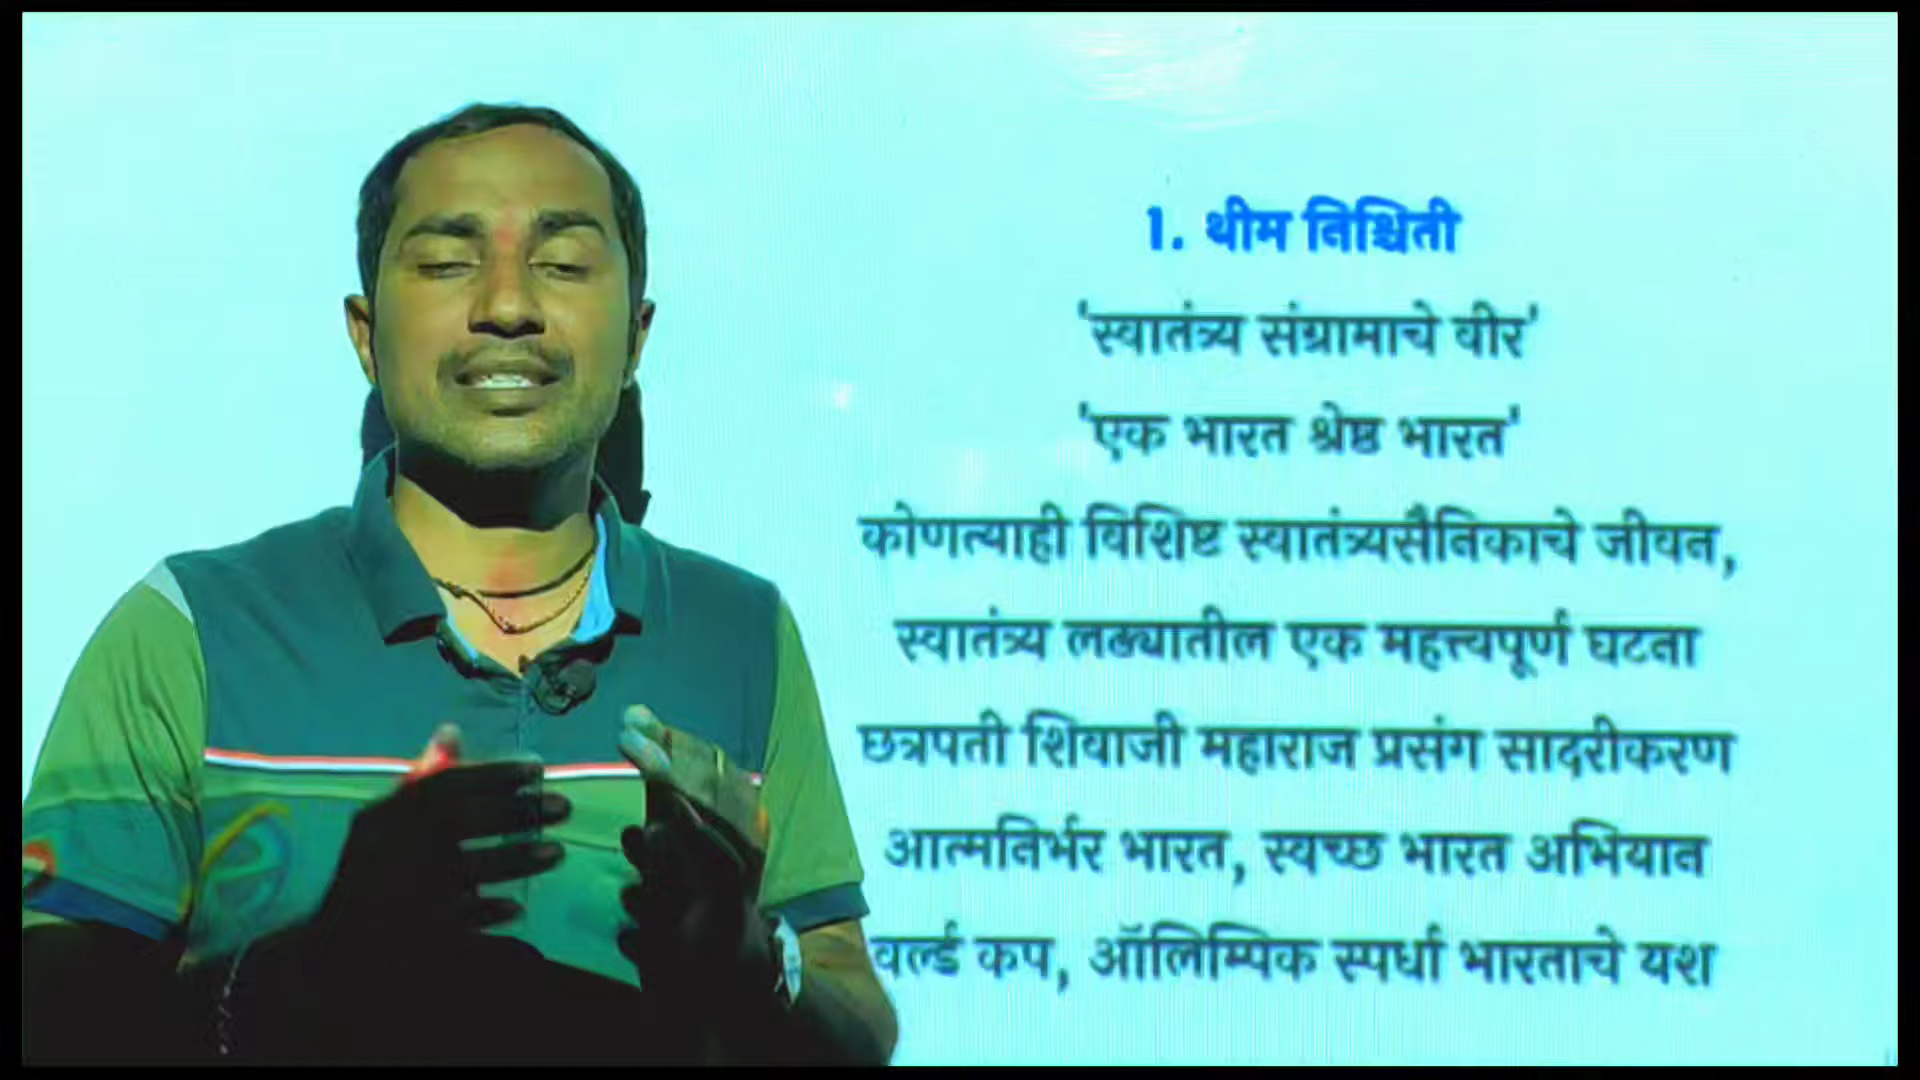 1. थीम निश्चिती
'स्वातंत्र्य संग्रामाचे वीर'
'एक भारत श्रेष्ठ भारत'
कोणत्याही विशिष्ट स्वातंत्र्यसैनिकाचे जीवन,
स्वातंत्र्य लढ्यातील एक महत्त्वपूर्ण घटना
छत्रपती शिवाजी महाराज प्रसंग सादरीकरण
आत्मनिर्भर भारत, स्वच्छ भारत अभियान
वर्ल्ड कप, ऑलिम्पिक स्पर्धा भारताचे यश